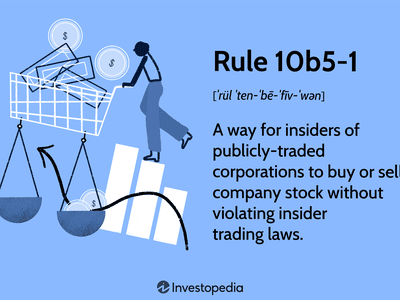 Rule 10b5-1
[ˈrül ˈten-ˈbē-ˈfīv-ˈwən]
A way for insiders of
publicly-traded
corporations to buy or sell
company stock without
violating insider
trading laws.
Investopedia
$
$
$
$